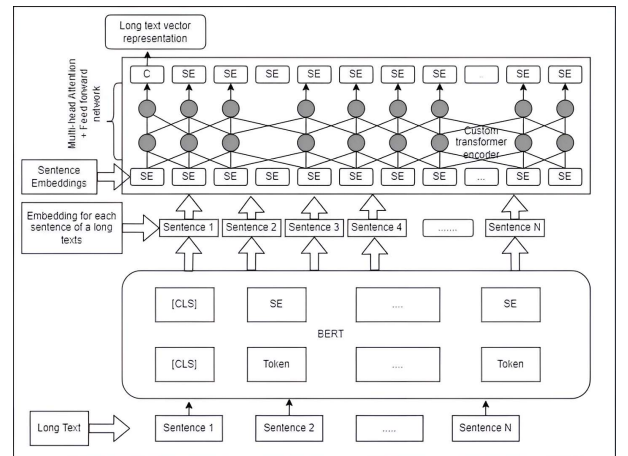 Long text vector
representation
C SE SE SE SE SE SE SE ... SE SE
Multi-head Attention
+ Feed forward
network
Custom
transformer
encoder
Sentence
Embeddings
SE SE SE SE SE SE SE SE ... SE SE
Embedding for each
sentence of a long
texts
Sentence 1 Sentence 2 Sentence 3 Sentence 4 ....... Sentence N
[CLS] SE .... SE
BERT
[CLS] Token .... Token
Long Text
Sentence 1 Sentence 2 ..... Sentence N